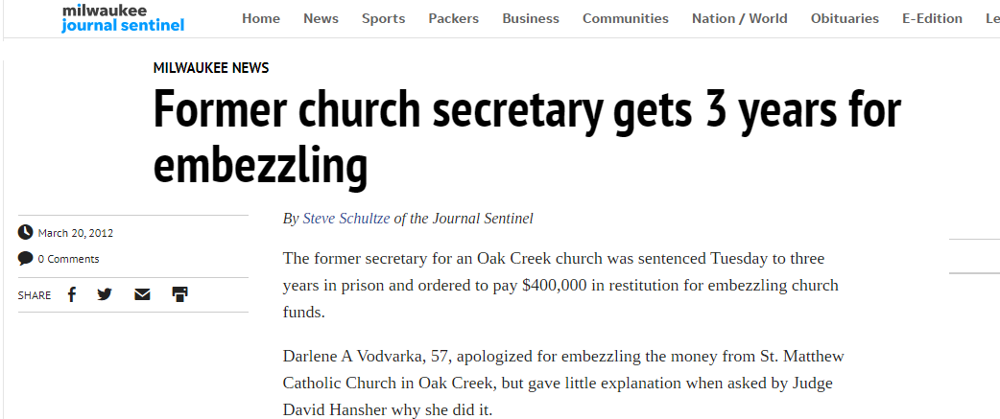 milwaukee
journal sentinel
Home News Sports Packers Business Communities Nation / World Obituaries E-Edition Le
MILWAUKEE NEWS
Former church secretary gets 3 years for
embezzling
March 20, 2012
0 Comments
SHARE
By Steve Schultze of the Journal Sentinel
The former secretary for an Oak Creek church was sentenced Tuesday to three
years in prison and ordered to pay $400,000 in restitution for embezzling church
funds.
Darlene A Vodvarka, 57, apologized for embezzling the money from St. Matthew
Catholic Church in Oak Creek, but gave little explanation when asked by Judge
David Hansher why she did it.